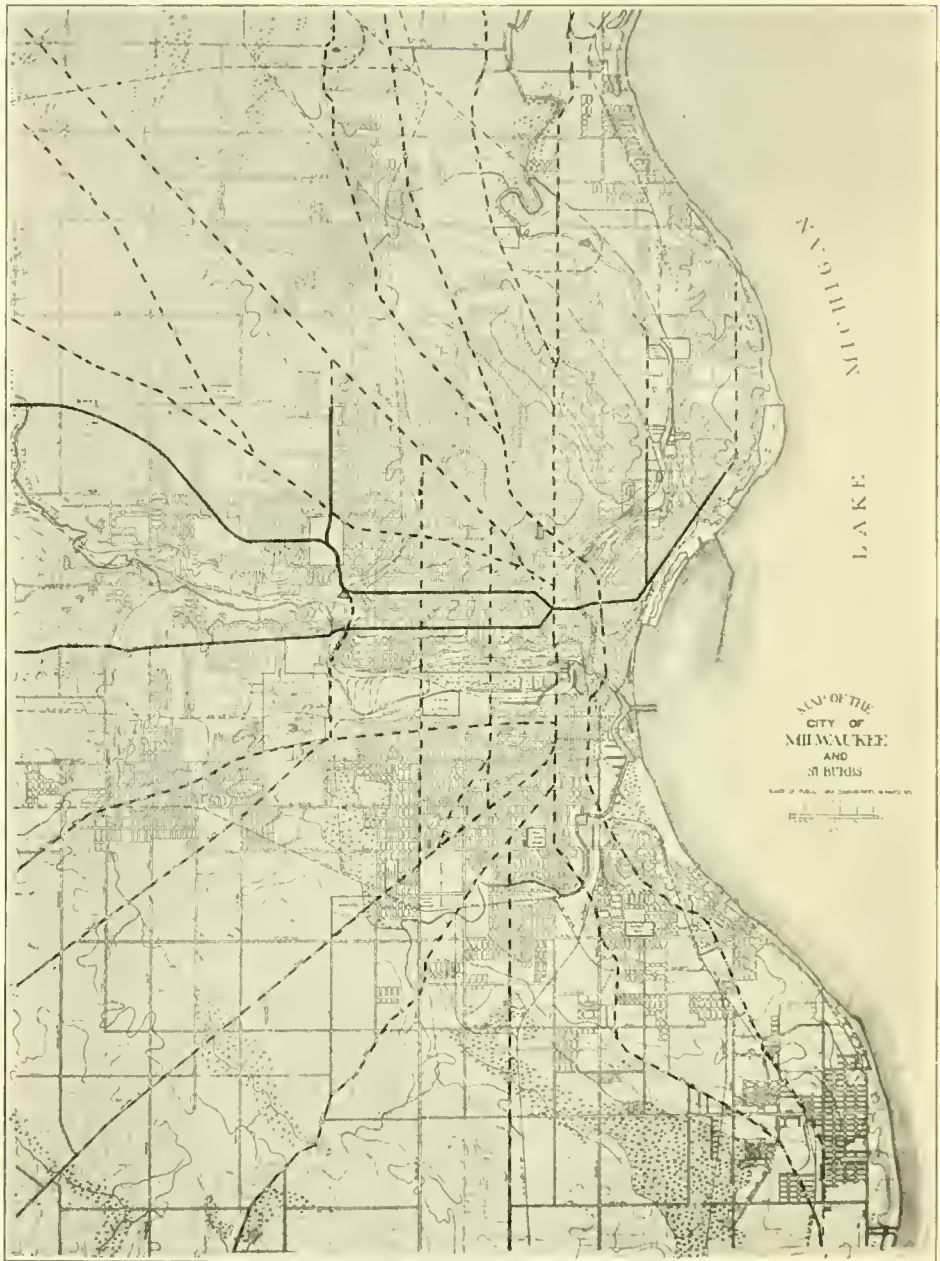 LAKE MICHIGAN
MAP OF THE
CITY OF
MILWAUKEE
AND
SUBURBS